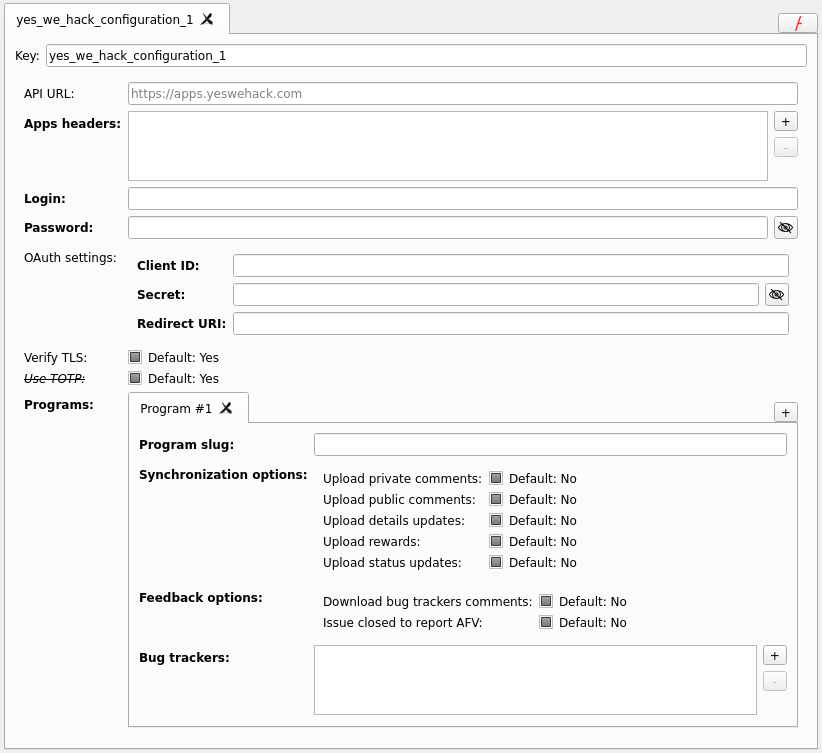 yes_we_hack_configuration_1
Key: yes_we_hack_configuration_1
API URL: https://apps.yeswehack.com
Apps headers: +
-
Login:
Password:
OAuth settings:
Client ID:
Secret:
Redirect URI:
Verify TLS: Default: Yes
Use TOTP: Default: Yes
Programs: Program #1 +
Program slug:
Synchronization options:
Upload private comments: Default: No
Upload public comments: Default: No
Upload details updates: Default: No
Upload rewards: Default: No
Upload status updates: Default: No
Feedback options:
Download bug trackers comments: Default: No
Issue closed to report AFV: Default: No
Bug trackers: +
-